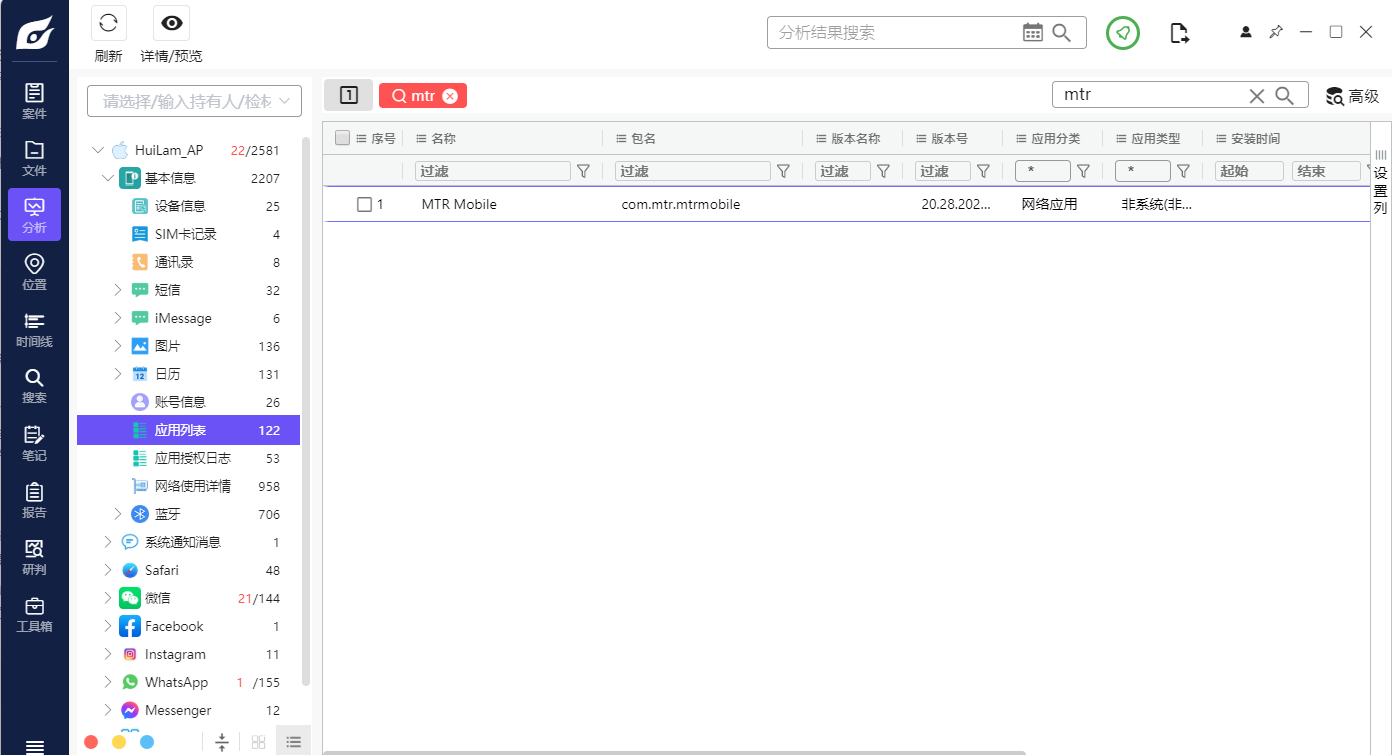 刷新
详情/预览
分析结果搜索
案件
文件
分析
位置
时间线
搜索
笔记
报告
研判
工具箱
请选择/输入持有人/检材
HuiLam_AP 22/2581
基本信息 2207
设备信息 25
SIM卡记录 4
通讯录 8
短信 32
iMessage 6
图片 136
日历 131
账号信息 26
应用列表 122
应用授权日志 53
网络使用详情 958
蓝牙 706
系统通知消息 1
Safari 48
微信 21/144
Facebook 1
Instagram 11
WhatsApp 1 /155
Messenger 12
1 mtr
mtr 高级
序号 名称 包名 版本名称 版本号 应用分类 应用类型 安装时间
过滤 过滤 过滤 过滤 * * 起始 结束
1 MTR Mobile com.mtr.mtrmobile 20.28.202... 网络应用 非系统(非...
设置列